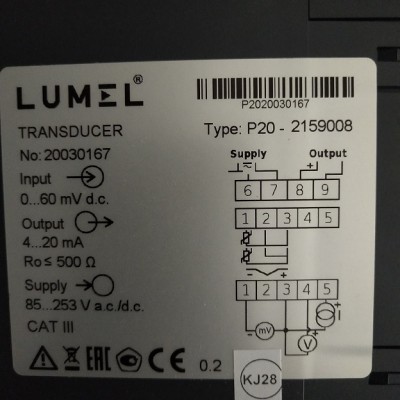 LUMEL®
P2020030167
TRANSDUCER
Type: P20 - 2159008
No: 20030167
Input
0...60 mV d.c.
Output
4...20 mA
Ro ≤ 500 Ω
Supply
85...253 V a.c./d.c.
CAT III
Supply Output
+ -
6 7 8 9
1 2 3 4 5
- +
1 2 3 4 5
- mV + I
V
EAC CE 0.2
KJ28